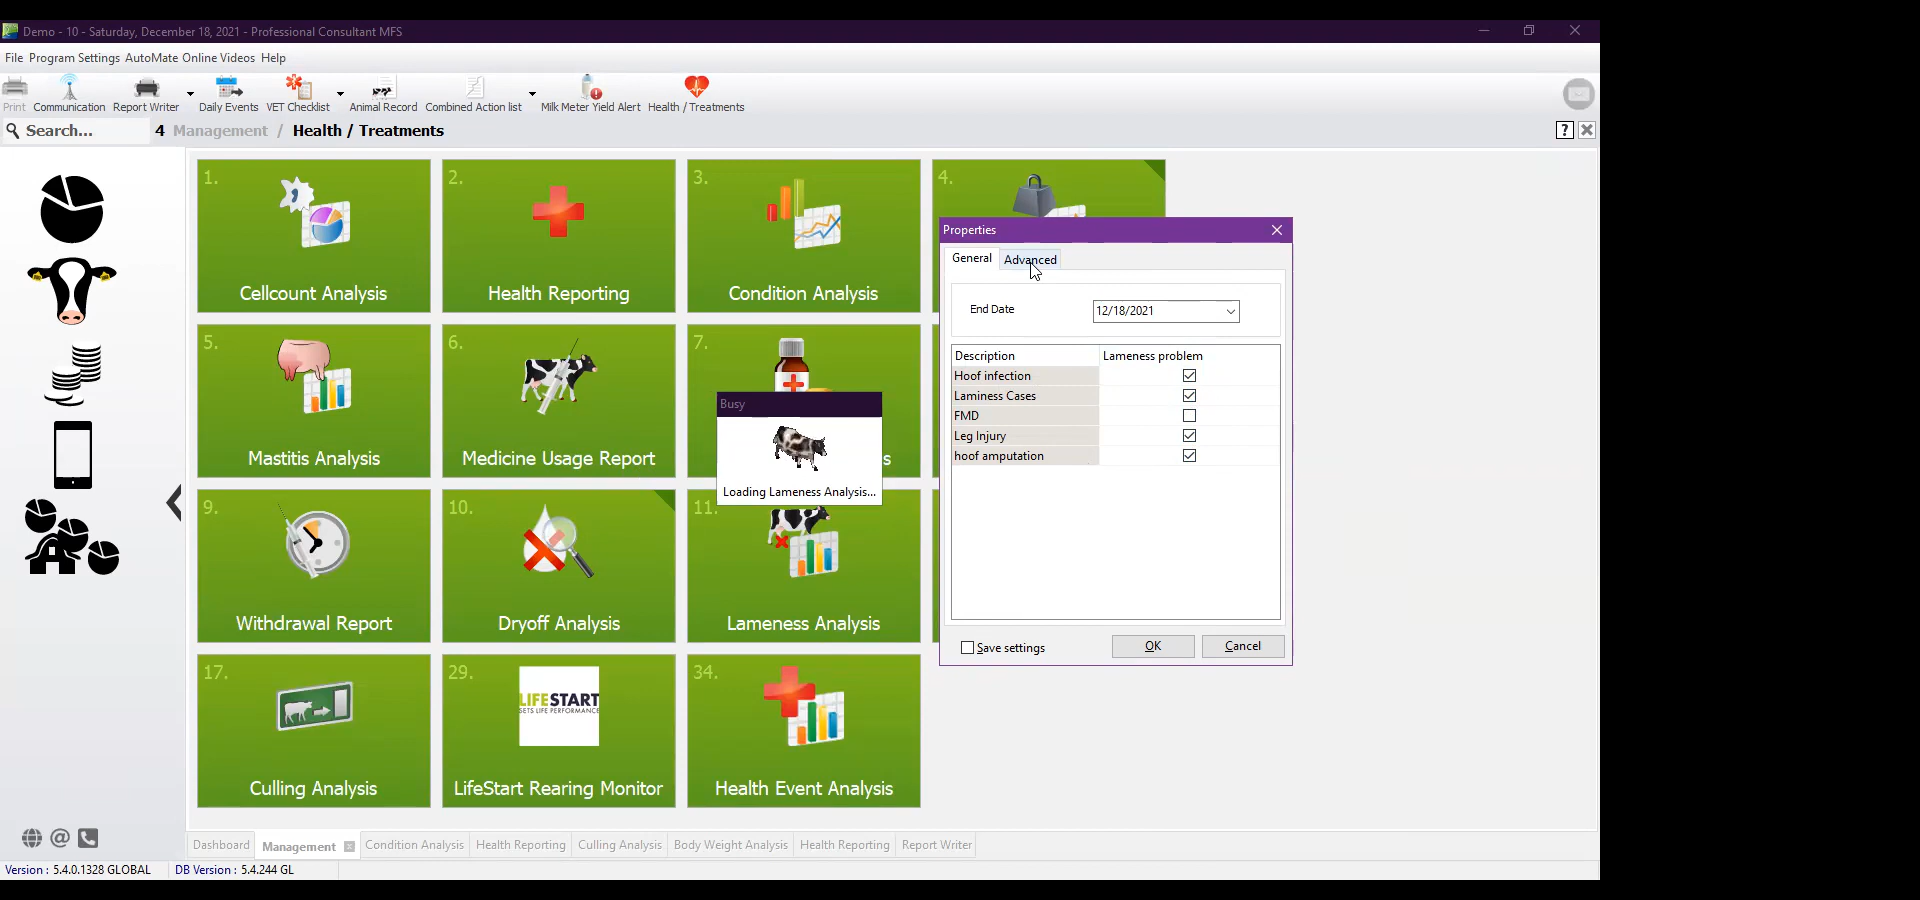 Demo - 10 - Saturday, December 18, 2021 - Professional Consultant MFS
File Program Settings AutoMate Online Videos Help
Print Communication Report Writer Daily Events VET Checklist Animal Record Combined Action list Milk Meter Yield Alert Health / Treatments
Search... 4 Management / Health / Treatments ?
1. 2. 3. 4.
Cellcount Analysis Health Reporting Condition Analysis
Properties
General Advanced
End Date 12/18/2021
Description Lameness problem
Hoof infection
Laminess Cases
FMD
Leg Injury
hoof amputation
Save settings OK Cancel
5. 6. 7.
Mastitis Analysis Medicine Usage Report s
Busy
Loading Lameness Analysis...
9. 10. 11.
Withdrawal Report Dryoff Analysis Lameness Analysis
17. 29. 34.
LIFESTART
SETS LIFE PERFORMANCE
Culling Analysis LifeStart Rearing Monitor Health Event Analysis
Dashboard Management Condition Analysis Health Reporting Culling Analysis Body Weight Analysis Health Reporting Report Writer
Version : 5.4.0.1328 GLOBAL DB Version : 5.4.244 GL